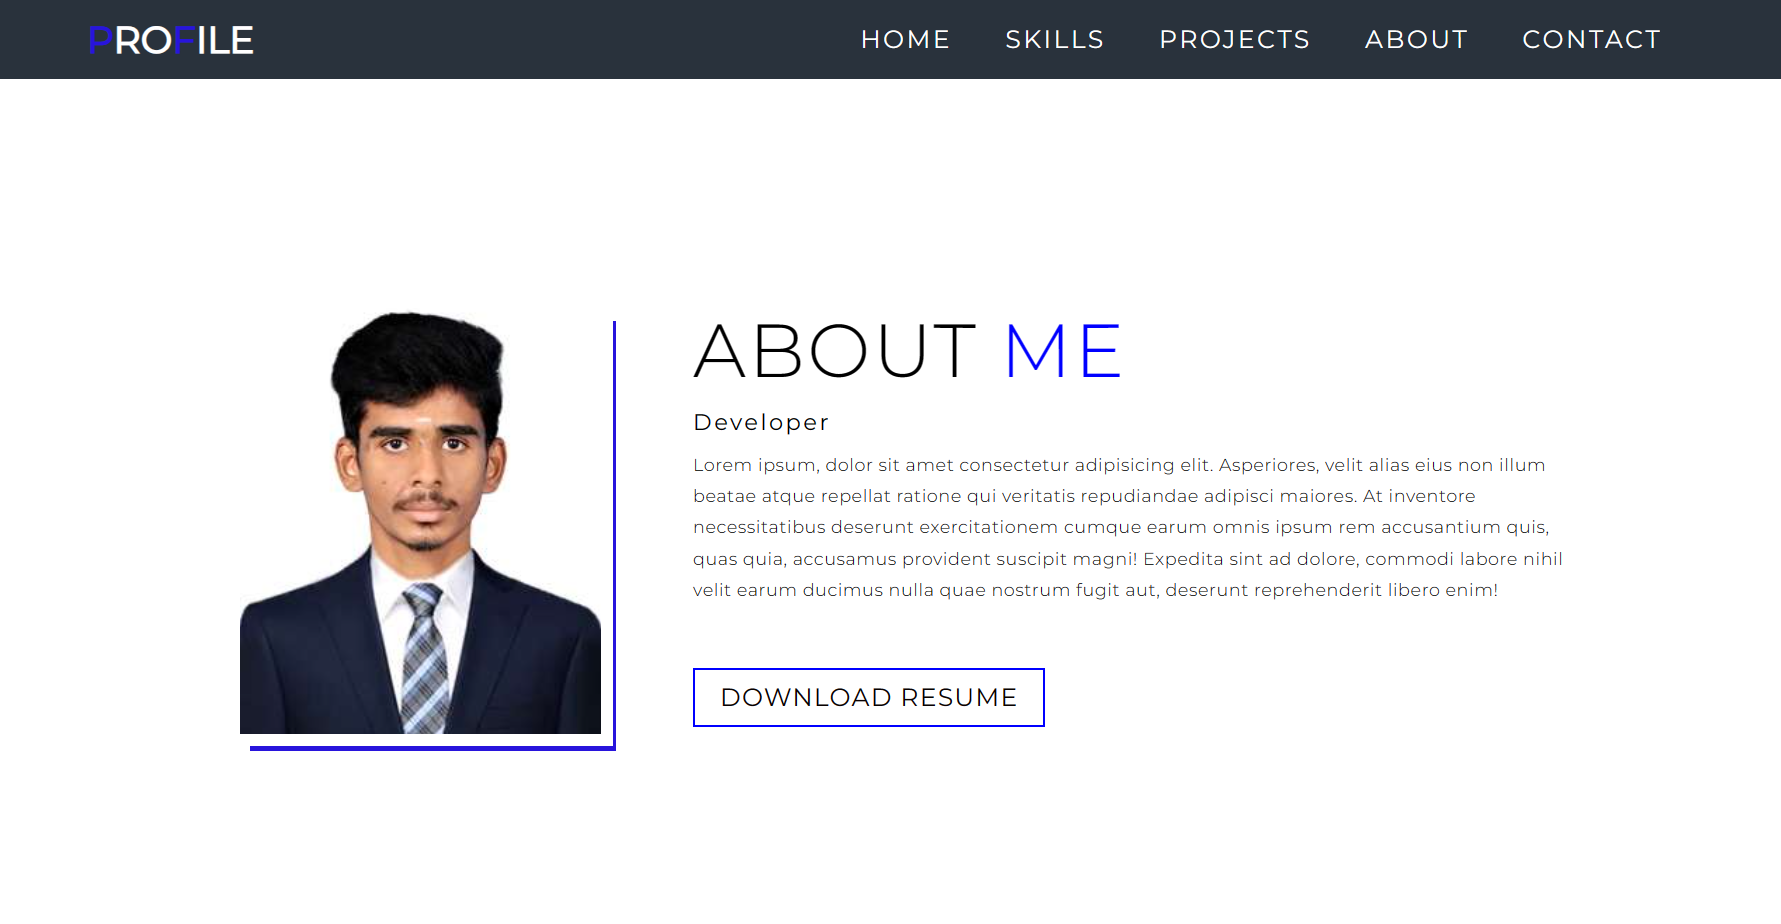 PROFILE
HOME SKILLS PROJECTS ABOUT CONTACT
ABOUT ME
Developer
Lorem ipsum, dolor sit amet consectetur adipisicing elit. Asperiores, velit alias eius non illum
beatae atque repellat ratione qui veritatis repudiandae adipisci maiores. At inventore
necessitatibus deserunt exercitationem cumque earum omnis ipsum rem accusantium quis,
quas quia, accusamus provident suscipit magni! Expedita sint ad dolore, commodi labore nihil
velit earum ducimus nulla quae nostrum fugit aut, deserunt reprehenderit libero enim!
DOWNLOAD RESUME